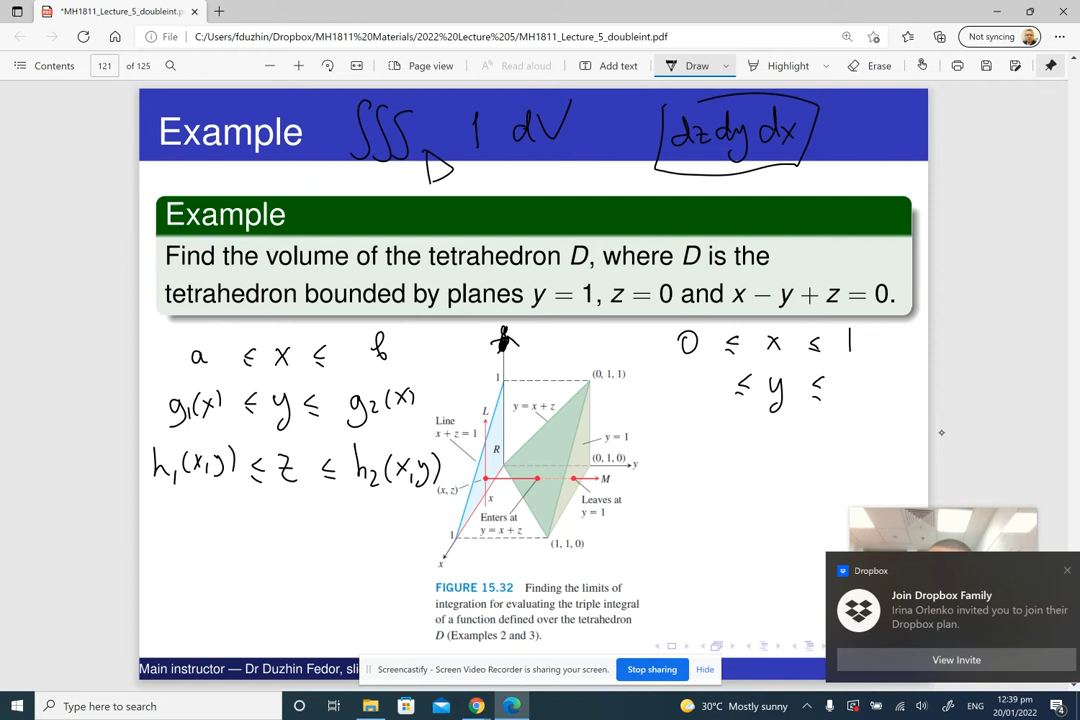 *MH1811_Lecture_5_doubleint.p
File C:/Users/fduzhin/Dropbox/MH1811%20Materials/2022%20Lecture%205/MH1811_Lecture_5_doubleint.pdf
Not syncing
Contents 121 of 125 Page view Read aloud Add text Draw Highlight Erase
Example ∭_D 1 dV dz dy dx
Example
Find the volume of the tetrahedron D, where D is the
tetrahedron bounded by planes y = 1, z = 0 and x − y + z = 0.
a ≤ x ≤ b
g₁(x) ≤ y ≤ g₂(x)
h₁(x,y) ≤ z ≤ h₂(x,y)
0 ≤ x ≤ 1
≤ y ≤
1
(0, 1, 1)
L
y = x + z
Line
x + z = 1
y = 1
R
(0, 1, 0)
y
M
(x, z)
x
Leaves at
y = 1
Enters at
y = x + z
1
(1, 1, 0)
x
FIGURE 15.32 Finding the limits of
integration for evaluating the triple integral
of a function defined over the tetrahedron
D (Examples 2 and 3).
Main instructor — Dr Duzhin Fedor, sli
Screencastify - Screen Video Recorder is sharing your screen. Stop sharing Hide
Dropbox
Join Dropbox Family
Irina Orlenko invited you to join their
Dropbox plan.
View Invite
Type here to search
30°C Mostly sunny
ENG
12:39 pm
20/01/2022
4